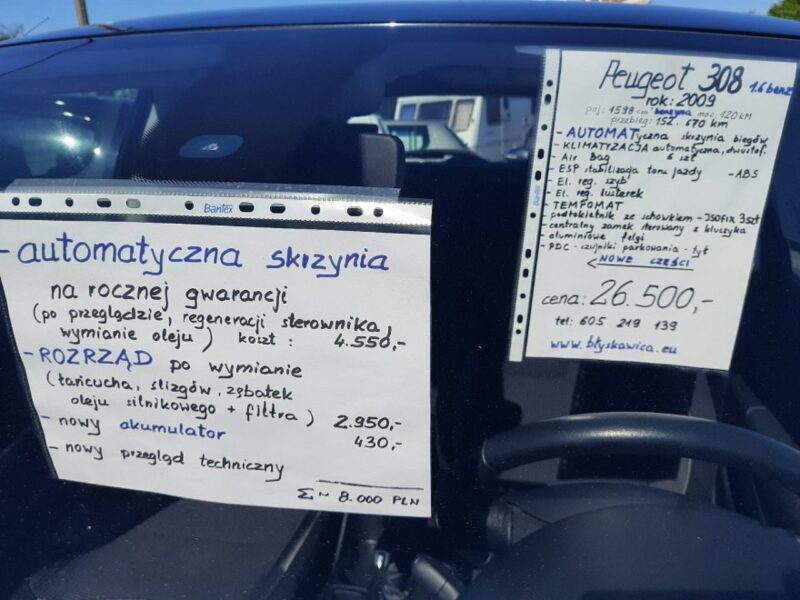 Bantex
- automatyczna skrzynia
na rocznej gwarancji
(po przeglądzie, regeneracji sterownika,
wymianie oleju) koszt : 4.550,-
- ROZRZĄD po wymianie
(łańcucha, ślizgów, zębatek
oleju silnikowego + filtra) 2.950,-
- nowy akumulator 430,-
- nowy przegląd techniczny
Σ ~ 8.000 PLN
Bantex
Peugeot 308 1.6 benz
rok: 2009
poj: 1598 cm³ benzyna moc: 120 KM
przebieg: 152.670 km
- AUTOMATyczna skrzynia biegów
- KLIMATYZACJA automatyczna, dwustref.
- Air Bag 6 szt
- ESP stabilizacja toru jazdy - ABS
- El. reg. szyb
- El. reg. lusterek
- TEMPOMAT
- podłokietnik ze schowkiem - ISOFIX 3szt
- centralny zamek sterowany z kluczyka
- aluminiowe felgi
- PDC - czujniki parkowania - tył
NOWE CZĘŚCI
cena: 26.500,-
tel: 605 219 139
www.błyskawica.eu